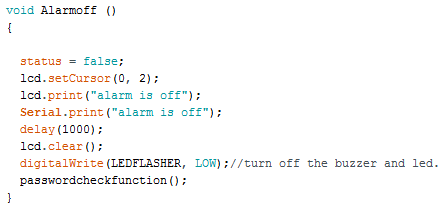 void Alarmoff ()
{
status = false;
lcd.setCursor(0, 2);
lcd.print("alarm is off");
Serial.print("alarm is off");
delay(1000);
lcd.clear();
digitalWrite(LEDFLASHER, LOW);//turn off the buzzer and led.
passwordcheckfunction();
}